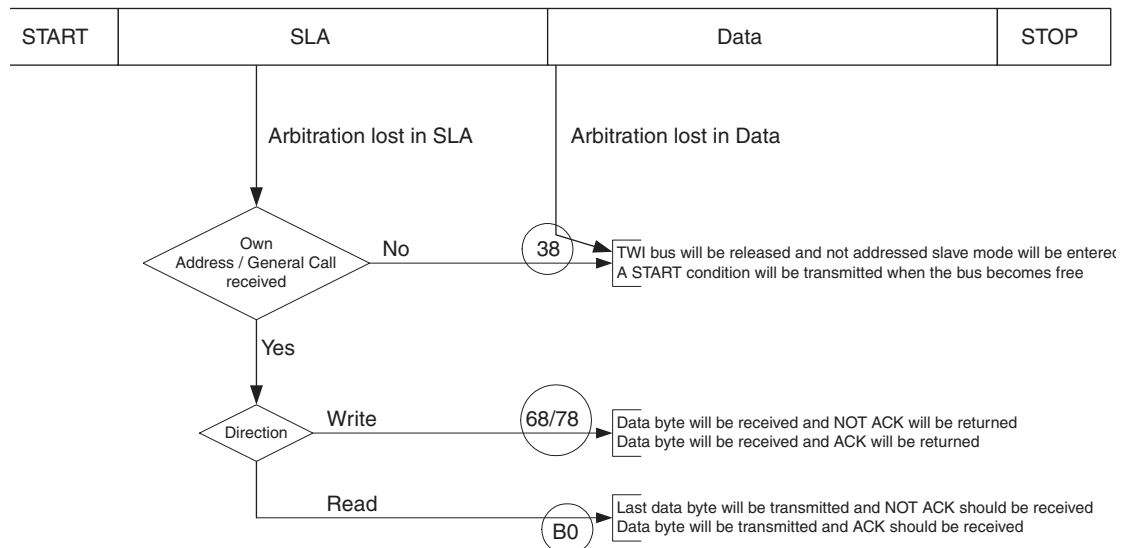 START SLA Data STOP
Arbitration lost in SLA Arbitration lost in Data
Own
Address / General Call
received
No
38
TWI bus will be released and not addressed slave mode will be entered
A START condition will be transmitted when the bus becomes free
Yes
Direction
Write
68/78
Data byte will be received and NOT ACK will be returned
Data byte will be received and ACK will be returned
Read
B0
Last data byte will be transmitted and NOT ACK should be received
Data byte will be transmitted and ACK should be received